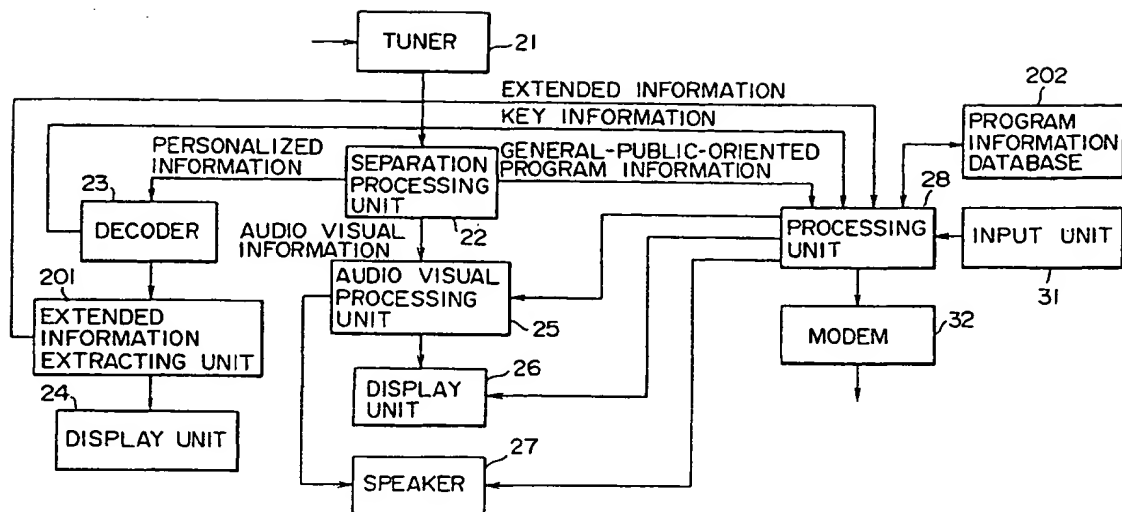 TUNER
21
EXTENDED INFORMATION
KEY INFORMATION
202
PROGRAM
INFORMATION
DATABASE
PERSONALIZED
INFORMATION
GENERAL-PUBLIC-ORIENTED
PROGRAM INFORMATION
23
SEPARATION
PROCESSING
UNIT
22
28
DECODER
AUDIO VISUAL
INFORMATION
PROCESSING
UNIT
INPUT UNIT
31
201
EXTENDED
INFORMATION
EXTRACTING UNIT
AUDIO VISUAL
PROCESSING
UNIT
25
MODEM
32
24
DISPLAY UNIT
26
DISPLAY
UNIT
27
SPEAKER